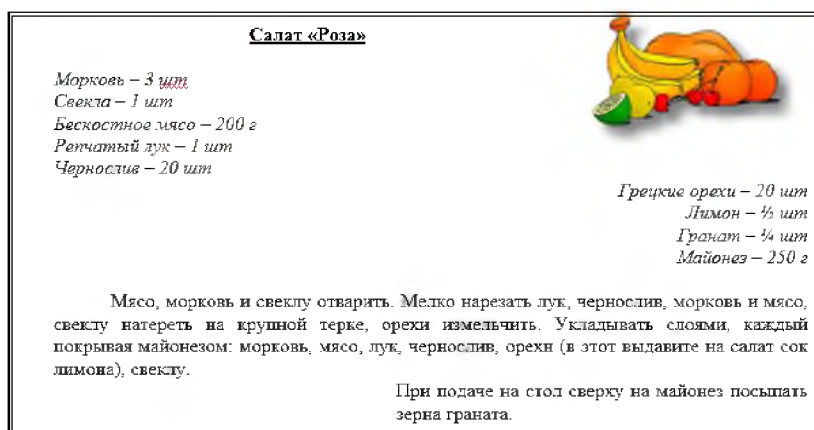 Салат «Роза»
Морковь – 3 шт
Свекла – 1 шт
Бескостное мясо – 200 г
Репчатый лук – 1 шт
Чернослив – 20 шт
Грецкие орехи – 20 шт
Лимон – ½ шт
Гранат – ¼ шт
Майонез – 250 г
Мясо, морковь и свеклу отварить. Мелко нарезать лук, чернослив, морковь и мясо,
свеклу натереть на крупной терке, орехи измельчить. Укладывать слоями, каждый
покрывая майонезом: морковь, мясо, лук, чернослив, орехи (в этот выдавите на салат сок
лимона), свеклу.
При подаче на стол сверху на майонез посыпать
зерна граната.